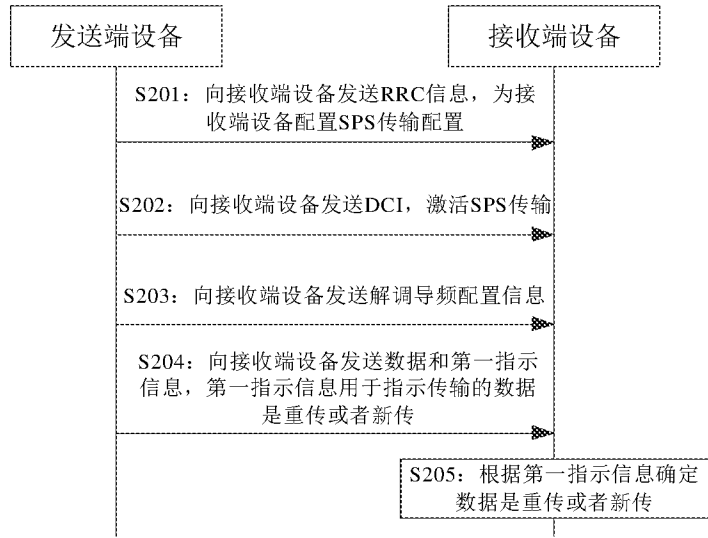 发送端设备
接收端设备
S201：向接收端设备发送RRC信息，为接
收端设备配置SPS传输配置
S202：向接收端设备发送DCI，激活SPS传输
S203：向接收端设备发送解调导频配置信息
S204：向接收端设备发送数据和第一指示
信息，第一指示信息用于指示传输的数据
是重传或者新传
S205：根据第一指示信息确定
数据是重传或者新传